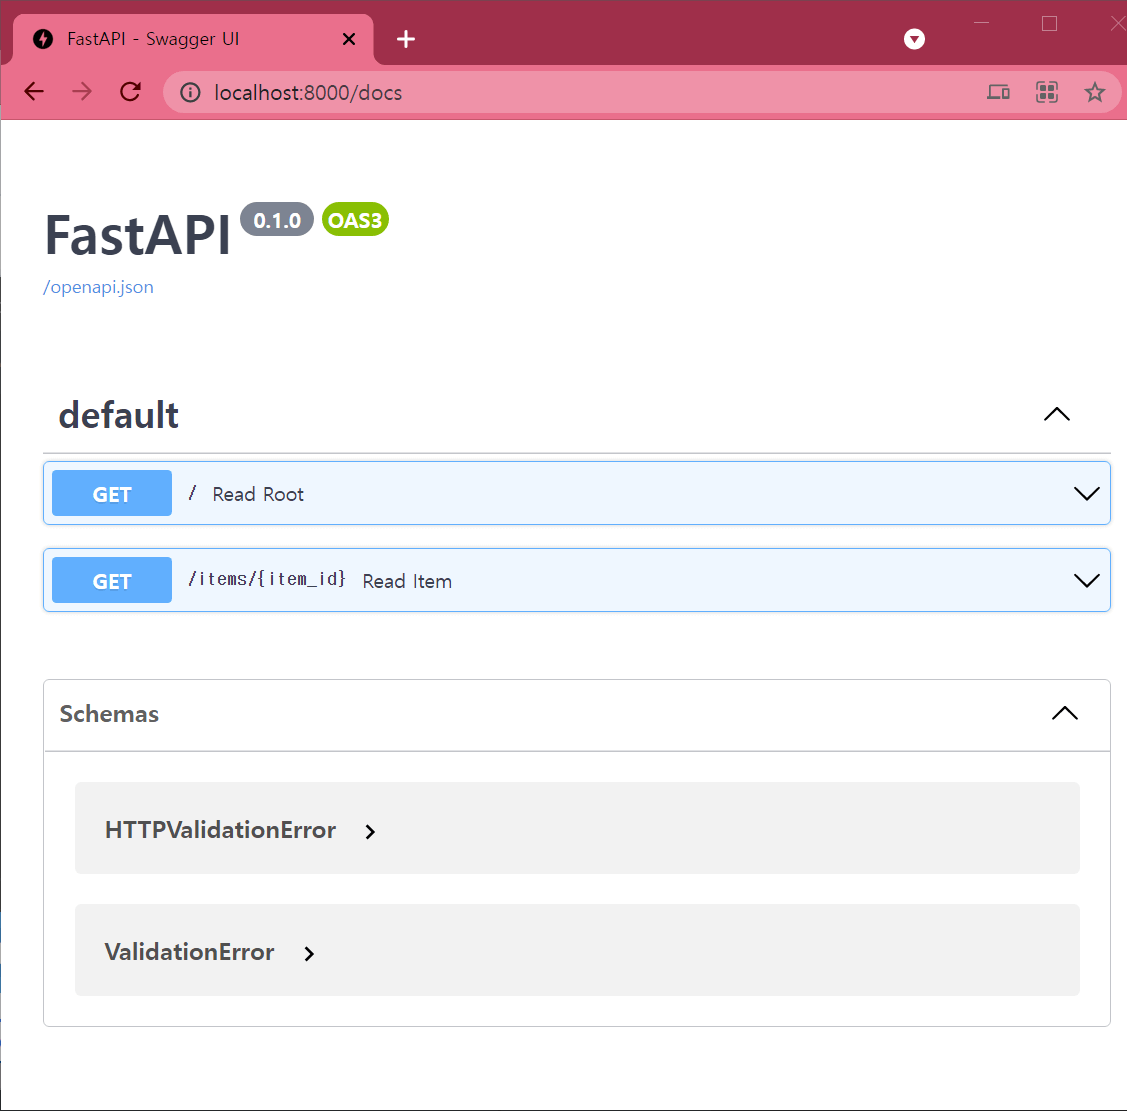 FastAPI - Swagger UI
localhost:8000/docs
FastAPI 0.1.0 OAS3
/openapi.json
default
GET / Read Root
GET /items/{item_id} Read Item
Schemas
HTTPValidationError
ValidationError